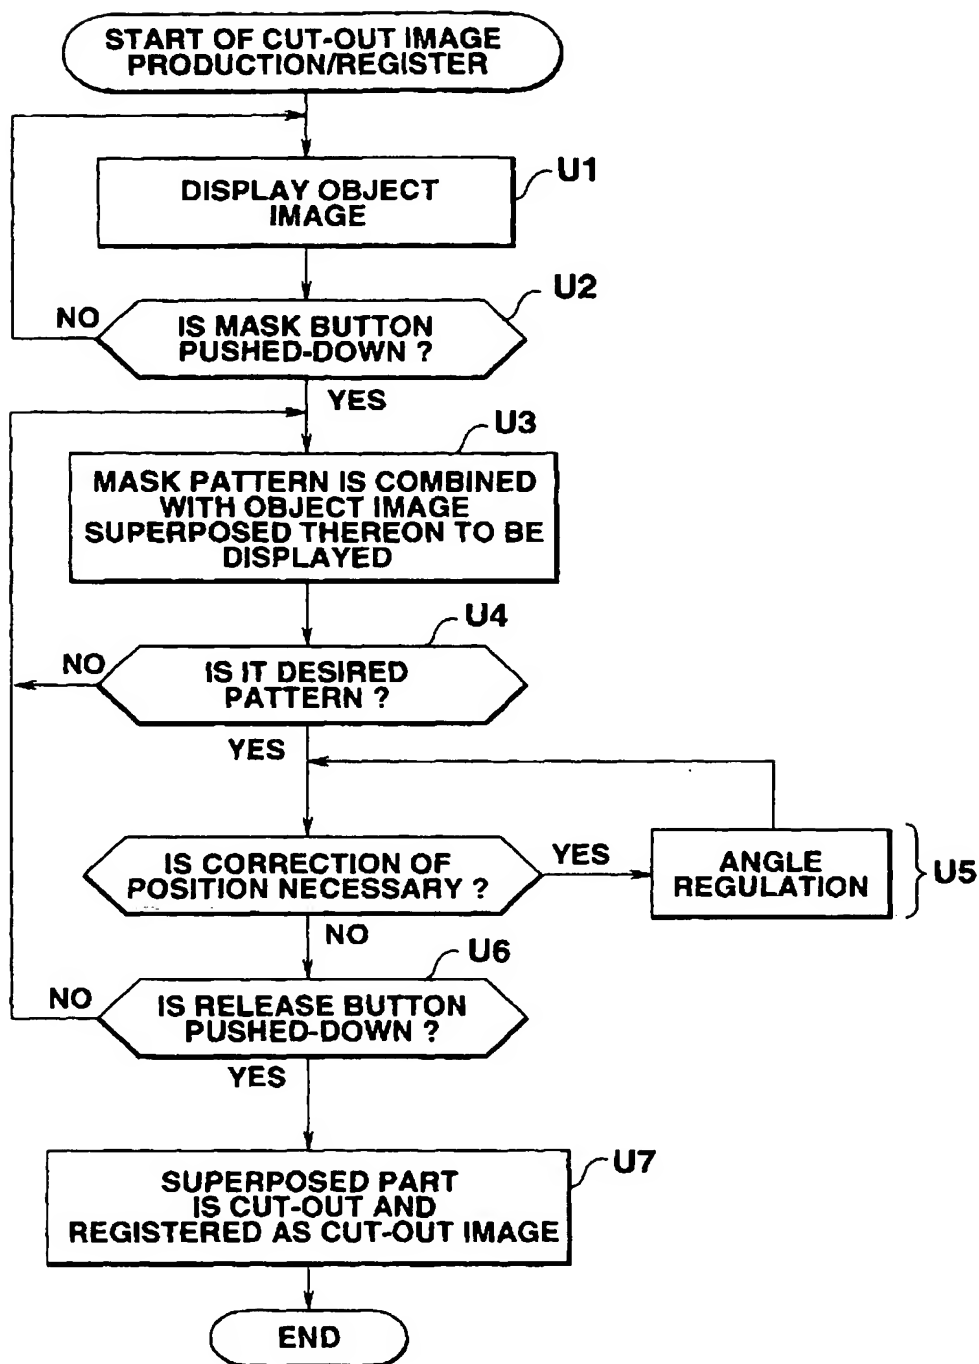 START OF CUT-OUT IMAGE
PRODUCTION/REGISTER
U1
DISPLAY OBJECT
IMAGE
U2
NO
IS MASK BUTTON
PUSHED-DOWN ?
YES
U3
MASK PATTERN IS COMBINED
WITH OBJECT IMAGE
SUPERPOSED THEREON TO BE
DISPLAYED
U4
NO
IS IT DESIRED
PATTERN ?
YES
IS CORRECTION OF
POSITION NECESSARY ?
YES
ANGLE
REGULATION
U5
NO
U6
NO
IS RELEASE BUTTON
PUSHED-DOWN ?
YES
U7
SUPERPOSED PART
IS CUT-OUT AND
REGISTERED AS CUT-OUT IMAGE
END